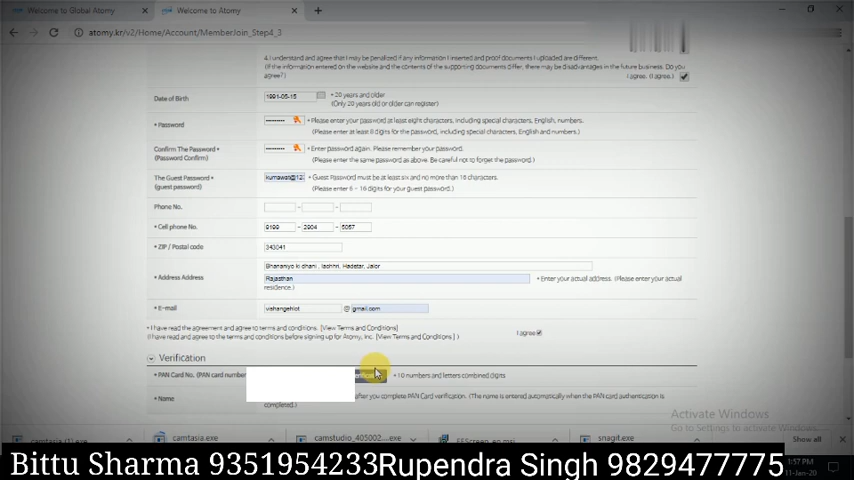 Welcome to Global Atomy
Welcome to Atomy
atomy.kr/v2/Home/Account/MemberJoin_Step4_3
4.I understand and agree that I may be penalized if any information I inserted and proof documents I uploaded are different.
(If the information entered on the website and the contents of the supporting documents differ, there may be disadvantages in the future business. Do you agree?)
I agree. (I agree.)
Date of Birth
1991-05-15
• 20 years and older
(Only 20 years old or older can register)
• Password
• Please enter your password at least eight characters, including special characters, English, numbers.
(Please enter at least 8 digits for the password, including special characters, English and numbers.)
Confirm The Password •
(Password Confirm)
• Enter password again. Please remember your password.
(Please enter the same password as above. Be careful not to forget the password.)
• The Guest Password •
(guest password)
kumawat@12
• Guest Password must be at least six and no more than 16 characters.
(Please enter 6 ~ 16 digits for your guest password.)
Phone No.
• Cell phone No.
- 2904 - 5057
• ZIP / Postal code
343041
• Address Address
Rajasthan
• Enter your actual address. (Please enter your actual residence.)
• E-mail
@ gmail.com
• I have read the agreement and agree to terms and conditions. [View Terms and Conditions]
(I have read and agree to the terms and conditions before signing up for Atomy, Inc. [View Terms and Conditions] )
I agree
Verification
• PAN Card No. (PAN card number
• 10 numbers and letters combined digits
• Name
after you complete PAN Card verification. (The name is entered automatically when the PAN card authentication is completed.)
Activate Windows
Go to Settings to activate Windows.
camtasia (1).exe
camtasia.exe
camstudio_405002....exe
snagit.exe
Show all
1:57 PM
11-Jan-20
Bittu Sharma 9351954233Rupendra Singh 9829477775